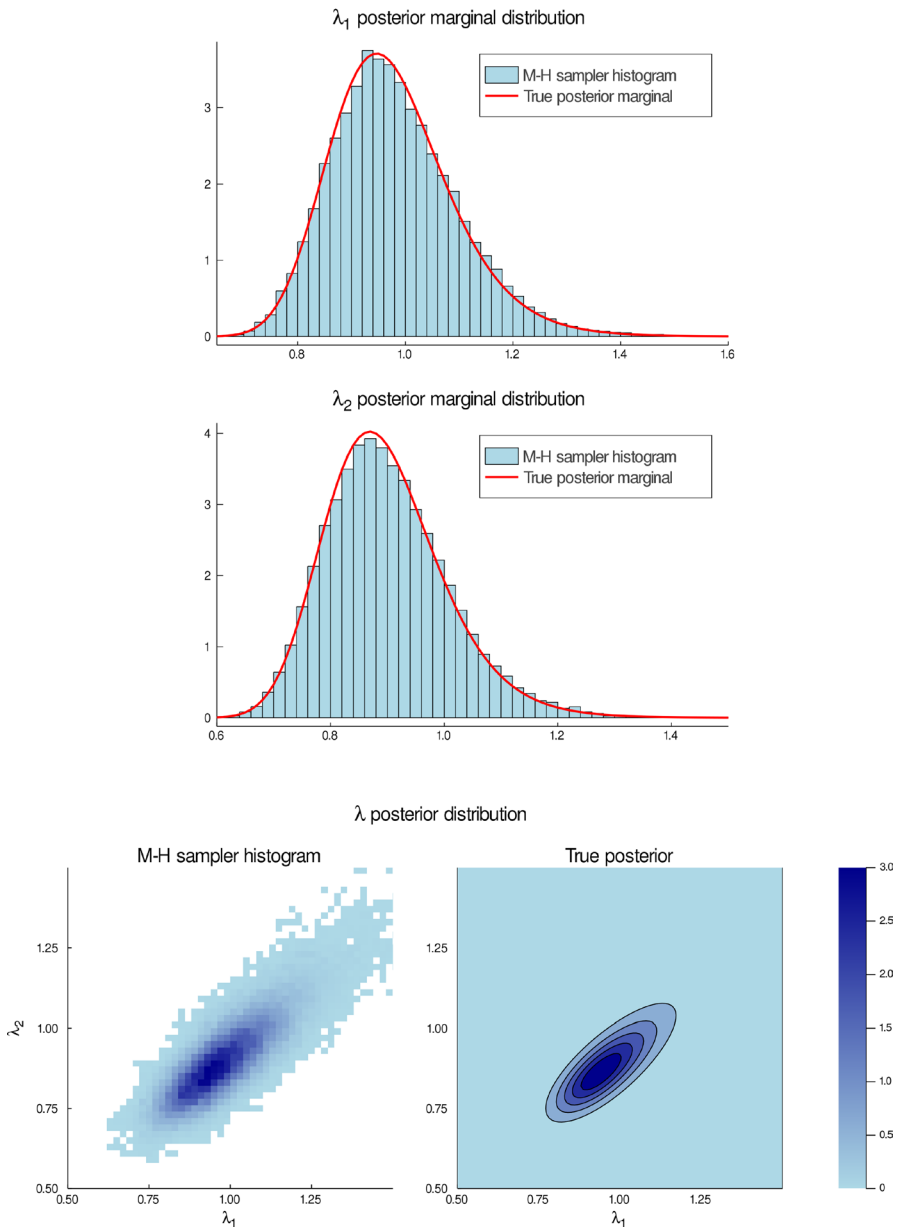 λ1 posterior marginal distribution
M-H sampler histogram
True posterior marginal
3
2
1
0
0.8 1.0 1.2 1.4 1.6
λ2 posterior marginal distribution
M-H sampler histogram
True posterior marginal
4
3
2
1
0
0.6 0.8 1.0 1.2 1.4
λ posterior distribution
M-H sampler histogram
1.25
1.00
0.75
0.50
λ2
0.50 0.75 1.00 1.25
λ1
True posterior
1.25
1.00
0.75
0.50
0.50 0.75 1.00 1.25
λ1
3.0
2.5
2.0
1.5
1.0
0.5
0